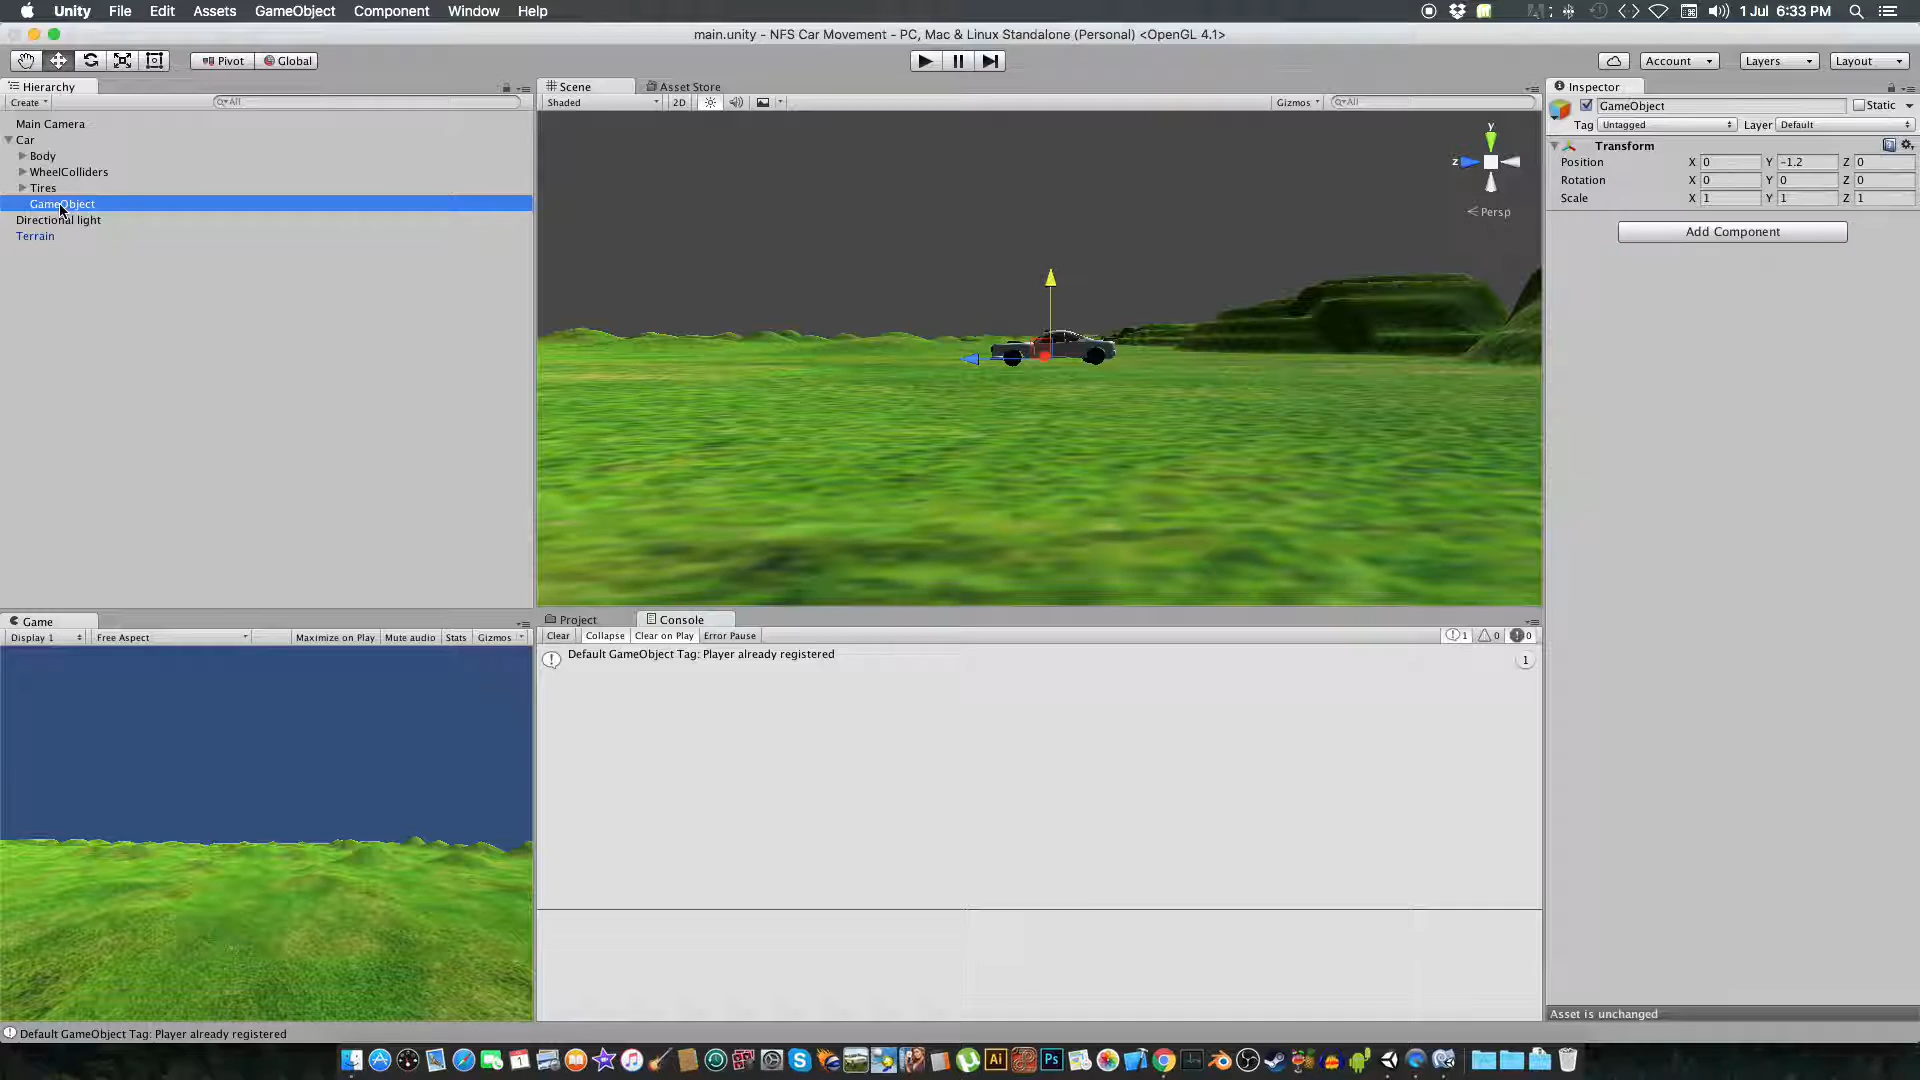 Unity File Edit Assets GameObject Component Window Help
1 Jul 6:33 PM
main.unity - NFS Car Movement - PC, Mac & Linux Standalone (Personal) <OpenGL 4.1>
Pivot Global
Account Layers Layout
Hierarchy
Create All
Main Camera
Car
Body
WheelColliders
Tires
GameObject
Directional light
Terrain
Scene Asset Store
Shaded 2D Gizmos All
y
z
Persp
Inspector
GameObject Static
Tag Untagged Layer Default
Transform
Position X 0 Y -1.2 Z 0
Rotation X 0 Y 0 Z 0
Scale X 1 Y 1 Z 1
Add Component
Game
Display 1 Free Aspect Maximize on Play Mute audio Stats Gizmos
Project Console
Clear Collapse Clear on Play Error Pause 1 0 0
Default GameObject Tag: Player already registered 1
Asset is unchanged
Default GameObject Tag: Player already registered